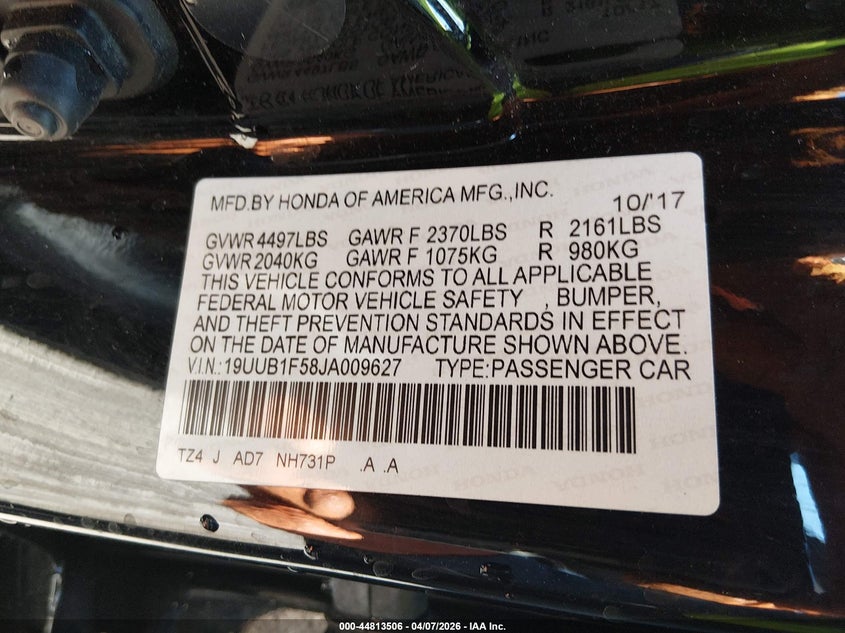 MFD.BY HONDA OF AMERICA MFG.,INC. 10/'17
GVWR 4497LBS GAWR F 2370LBS R 2161LBS
GVWR 2040KG GAWR F 1075KG R 980KG
THIS VEHICLE CONFORMS TO ALL APPLICABLE
FEDERAL MOTOR VEHICLE SAFETY , BUMPER,
AND THEFT PREVENTION STANDARDS IN EFFECT
ON THE DATE OF MANUFACTURE SHOWN ABOVE.
V.I.N.:19UUB1F58JA009627 TYPE:PASSENGER CAR
TZ4 J AD7 NH731P .A .A
HONDA HONDA
000-44813506 - 04/07/2026 - IAA Inc.